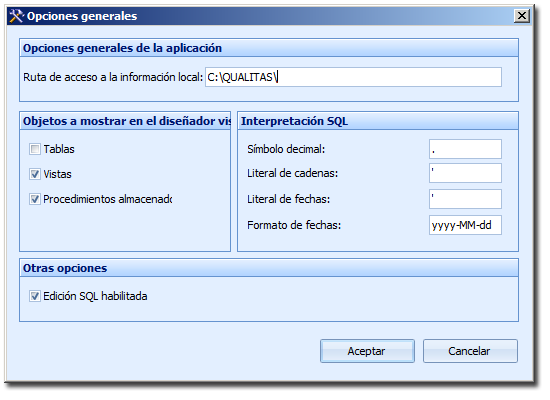 Opciones generales
Opciones generales de la aplicación
Ruta de acceso a la información local: C:\QUALITAS\
Objetos a mostrar en el diseñador vis
Tablas
Vistas
Procedimientos almacenado
Interpretación SQL
Símbolo decimal: .
Literal de cadenas: '
Literal de fechas: '
Formato de fechas: yyyy-MM-dd
Otras opciones
Edición SQL habilitada
Aceptar
Cancelar